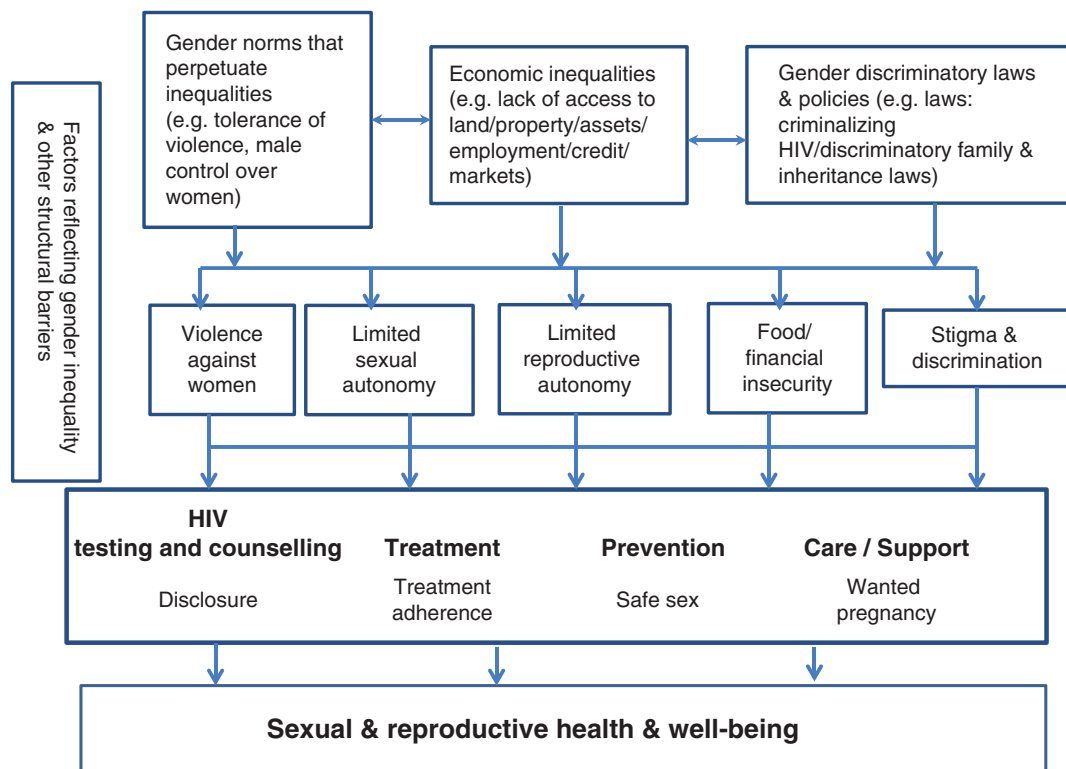 Factors reflecting gender inequality
& other structural barriers
Gender norms that
perpetuate
inequalities
(e.g. tolerance of
violence, male
control over
women)
Economic inequalities
(e.g. lack of access to
land/property/assets/
employment/credit/
markets)
Gender discriminatory laws
& policies (e.g. laws:
criminalizing
HIV/discriminatory family &
inheritance laws)
Violence
against
women
Limited
sexual
autonomy
Limited
reproductive
autonomy
Food/
financial
insecurity
Stigma &
discrimination
HIV
testing and counselling
Disclosure
Treatment
Treatment
adherence
Prevention
Safe sex
Care / Support
Wanted
pregnancy
Sexual & reproductive health & well-being